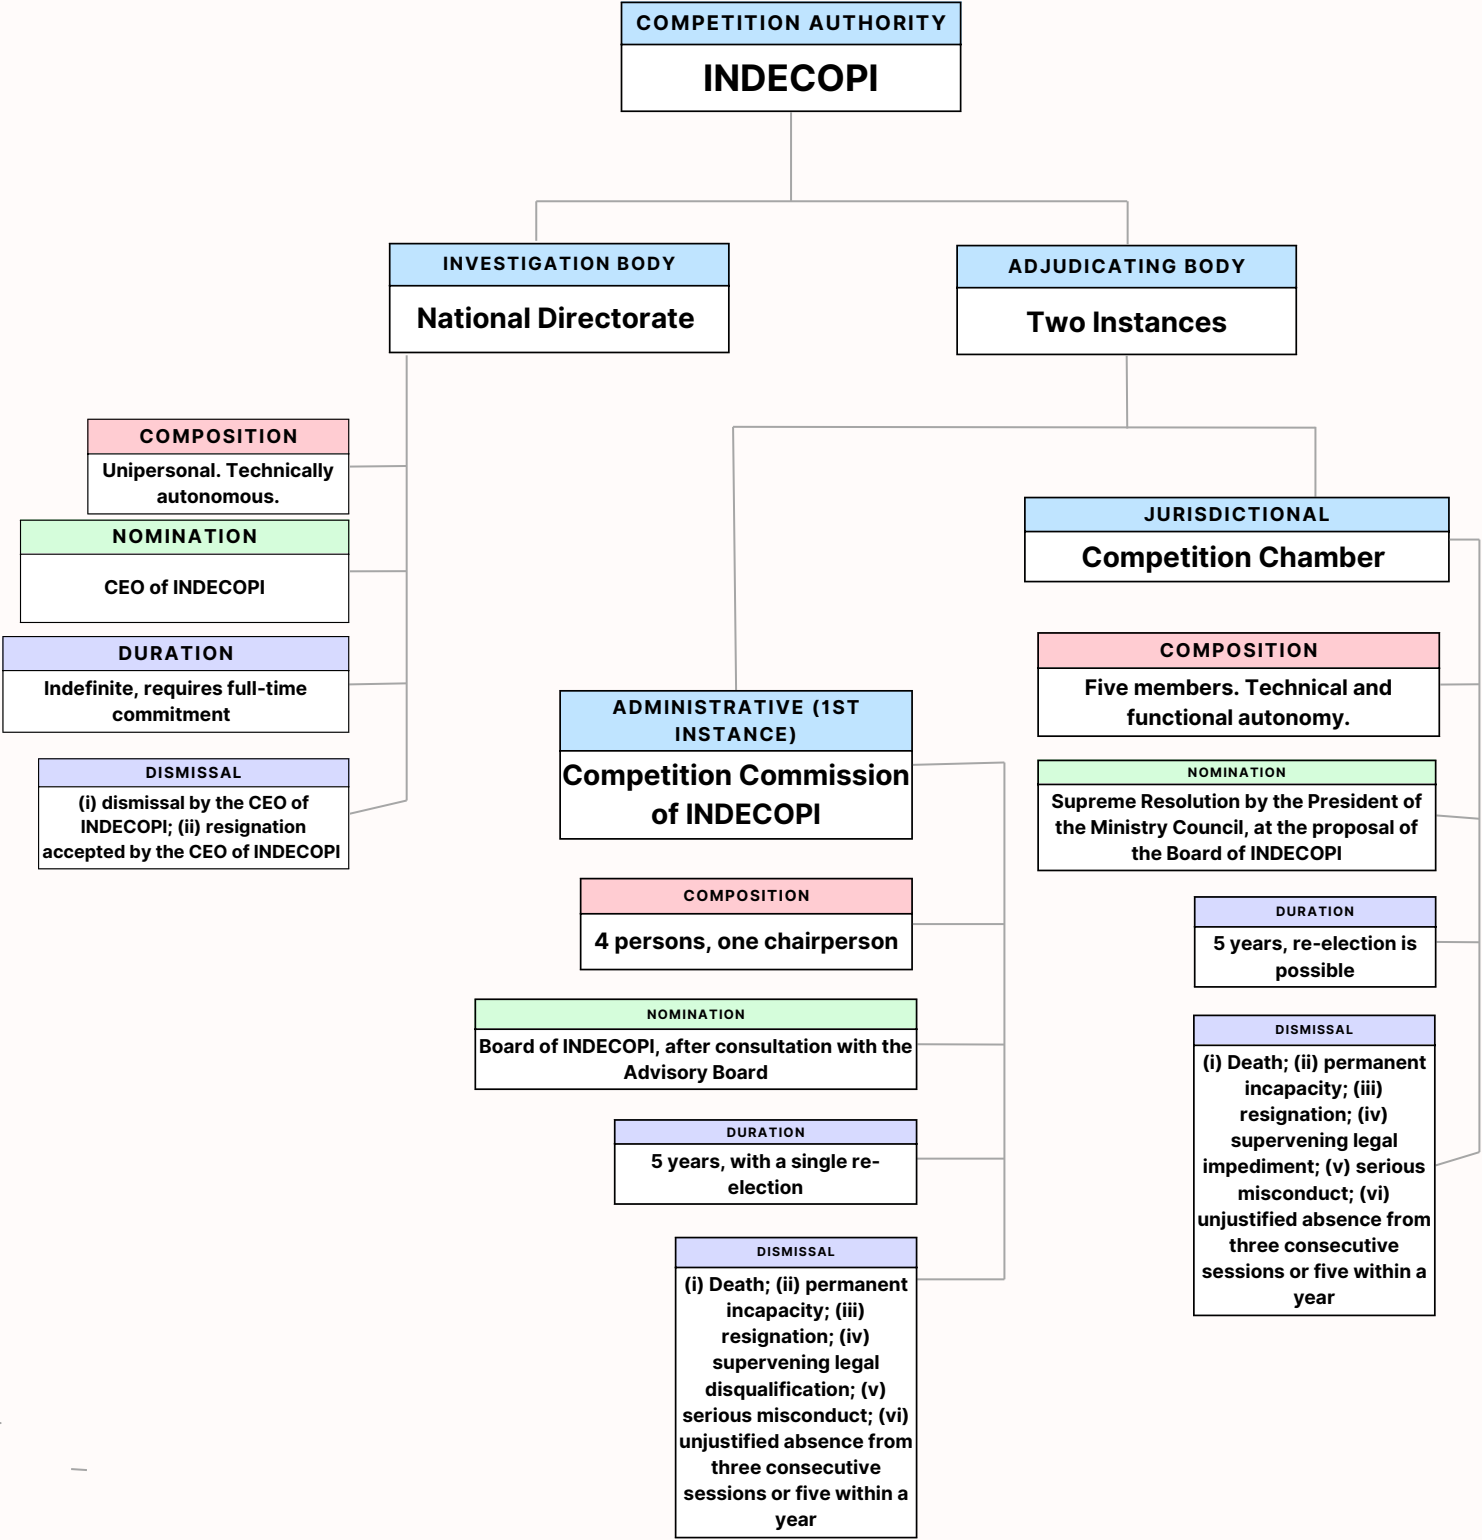 COMPETITION AUTHORITY
INDECOPI
INVESTIGATION BODY
National Directorate
COMPOSITION
Unipersonal. Technically
autonomous.
NOMINATION
CEO of INDECOPI
DURATION
Indefinite, requires full-time
commitment
DISMISSAL
(i) dismissal by the CEO of
INDECOPI; (ii) resignation
accepted by the CEO of INDECOPI
ADJUDICATING BODY
Two Instances
ADMINISTRATIVE (1ST
INSTANCE)
Competition Commission
of INDECOPI
COMPOSITION
4 persons, one chairperson
NOMINATION
Board of INDECOPI, after consultation with the
Advisory Board
DURATION
5 years, with a single re-
election
DISMISSAL
(i) Death; (ii) permanent
incapacity; (iii)
resignation; (iv)
supervening legal
disqualification; (v)
serious misconduct; (vi)
unjustified absence from
three consecutive
sessions or five within a
year
JURISDICTIONAL
Competition Chamber
COMPOSITION
Five members. Technical and
functional autonomy.
NOMINATION
Supreme Resolution by the President of
the Ministry Council, at the proposal of
the Board of INDECOPI
DURATION
5 years, re-election is
possible
DISMISSAL
(i) Death; (ii) permanent
incapacity; (iii)
resignation; (iv)
supervening legal
impediment; (v) serious
misconduct; (vi)
unjustified absence from
three consecutive
sessions or five within a
year